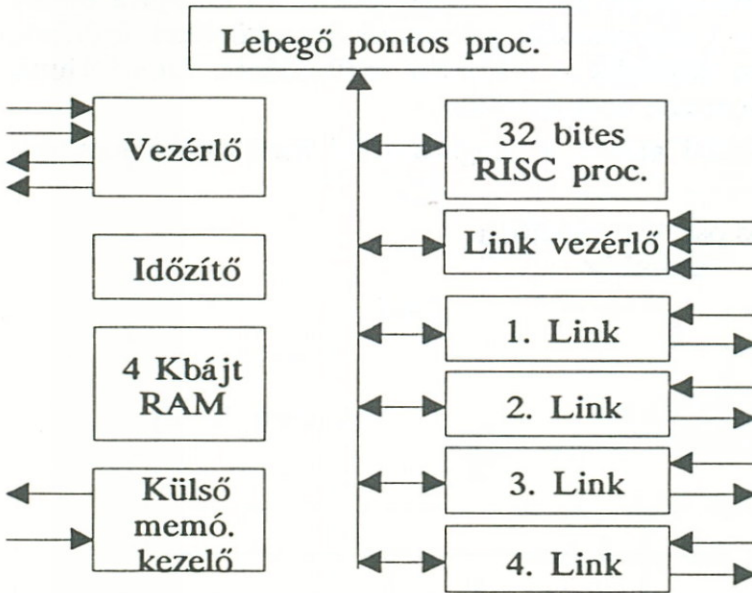 Lebegő pontos proc.
Vezérlő
Időzítő
4 Kbájt
RAM
Külső
memó.
kezelő
32 bites
RISC proc.
Link vezérlő
1. Link
2. Link
3. Link
4. Link